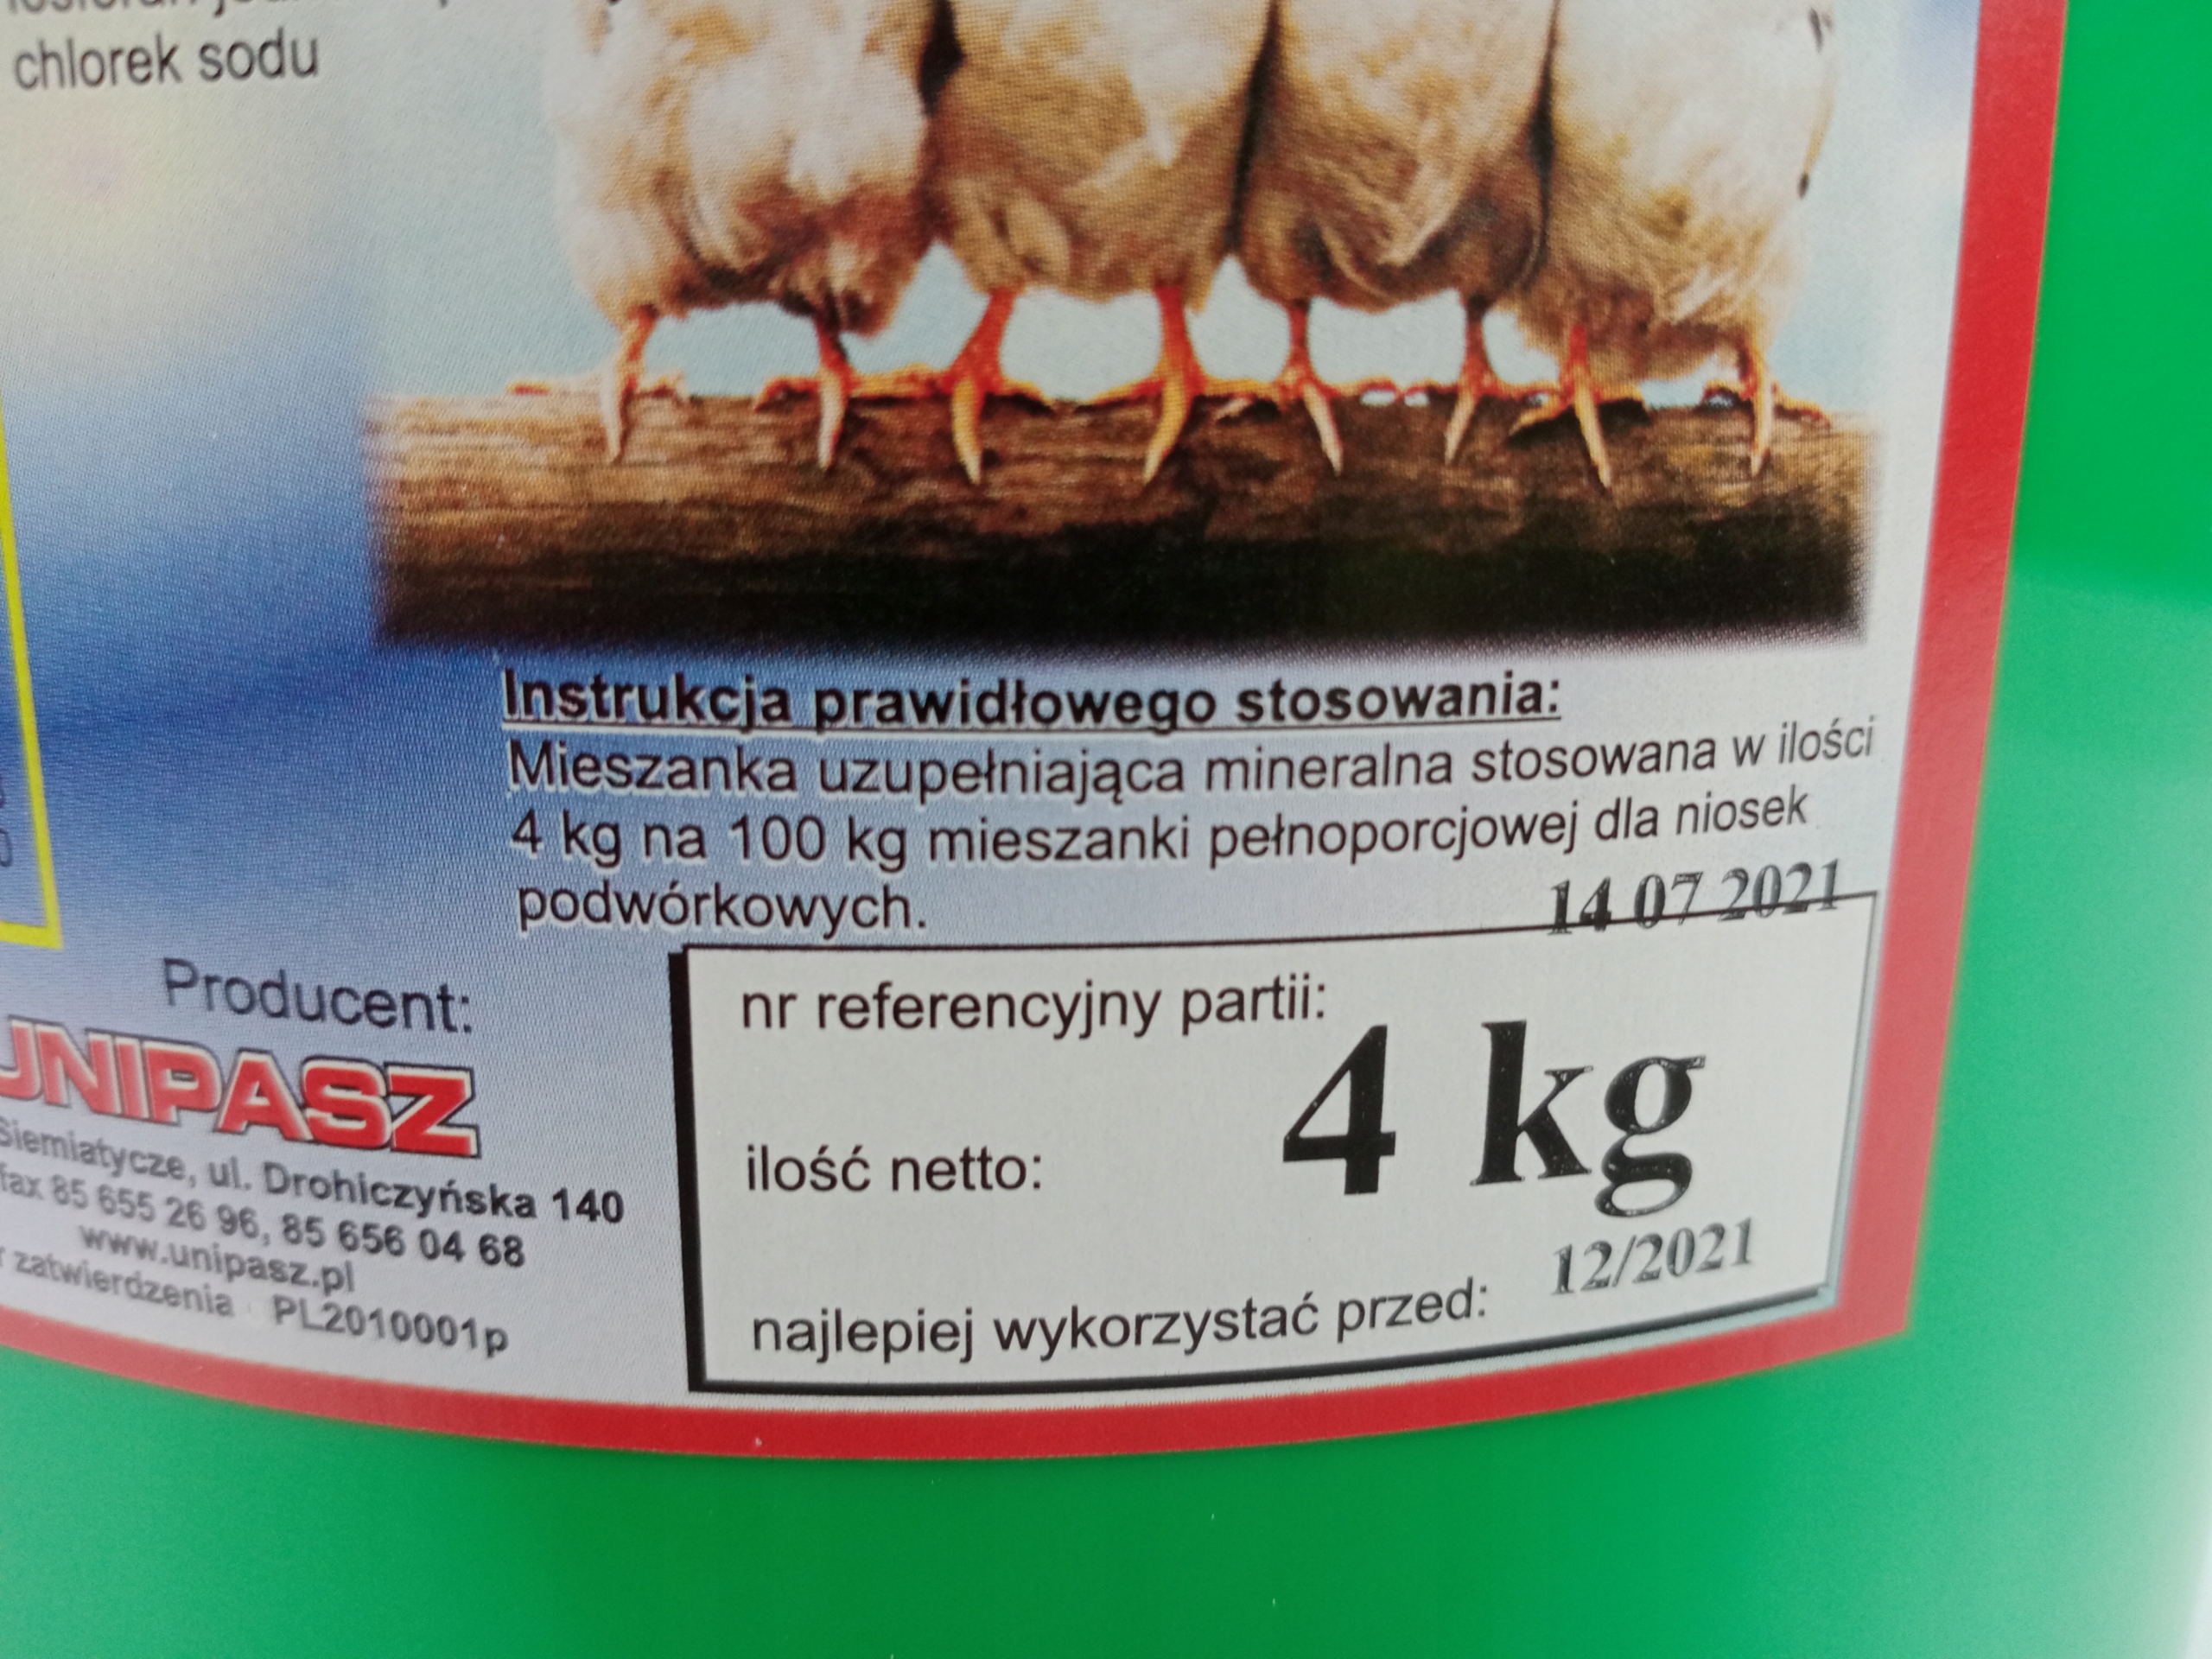 chlorek sodu
Instrukcja prawidłowego stosowania:
Mieszanka uzupełniająca mineralna stosowana w ilości
4 kg na 100 kg mieszanki pełnoporcjowej dla niosek
podwórkowych.
14 07 2021
nr referencyjny partii:
4 kg
ilość netto:
12/2021
najlepiej wykorzystać przed:
Producent:
UNIPASZ
Siemiatycze, ul. Drohiczyńska 140
fax 85 655 26 96, 85 656 04 68
www.unipasz.pl
zatwierdzenia PL2010001p